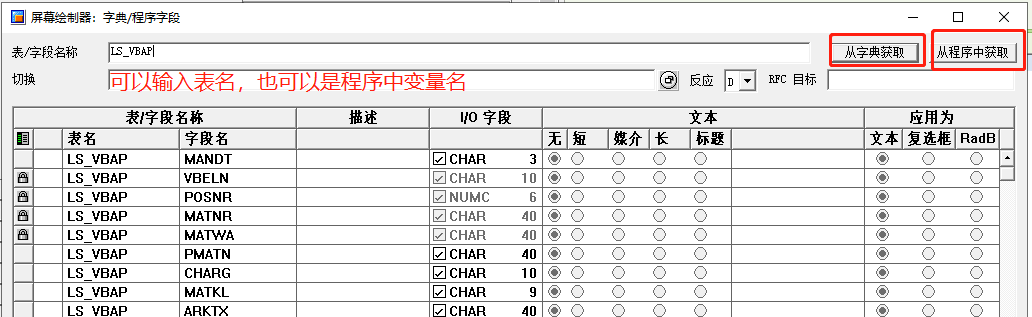 屏幕绘制器：字典/程序字段
表/字段名称 LS_VBAP 从字典获取 从程序中获取
切换 可以输入表名，也可以是程序中变量名 反应 D RFC 目标
表/字段名称 描述 I/O 字段 文本 应用为
表名 字段名 无 短 媒介 长 标题 文本 复选框 RadB
LS_VBAP MANDT CHAR 3
LS_VBAP VBELN CHAR 10
LS_VBAP POSNR NUMC 6
LS_VBAP MATNR CHAR 40
LS_VBAP MATWA CHAR 40
LS_VBAP PMATN CHAR 40
LS_VBAP CHARG CHAR 10
LS_VBAP MATKL CHAR 9
LS_VBAP ARKTX CHAR 40